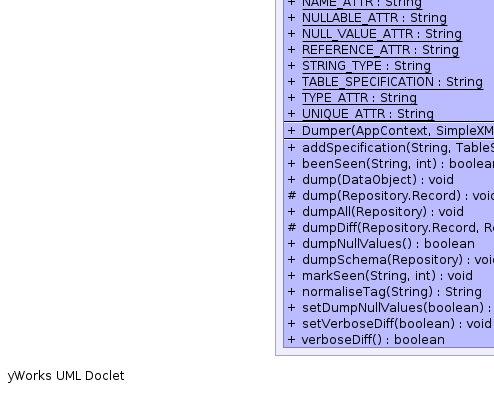 + NAME_ATTR : String
+ NULLABLE_ATTR : String
+ NULL_VALUE_ATTR : String
+ REFERENCE_ATTR : String
+ STRING_TYPE : String
+ TABLE_SPECIFICATION : String
+ TYPE_ATTR : String
+ UNIQUE_ATTR : String
+ Dumper(AppContext, SimpleXM
+ addSpecification(String, Table
+ beenSeen(String, int) : boolea
+ dump(DataObject) : void
# dump(Repository.Record) : voi
+ dumpAll(Repository) : void
# dumpDiff(Repository.Record, R
+ dumpNullValues() : boolean
+ dumpSchema(Repository) : voi
+ markSeen(String, int) : void
+ normaliseTag(String) : String
+ setDumpNullValues(boolean) :
+ setVerboseDiff(boolean) : void
+ verboseDiff() : boolean
yWorks UML Doclet